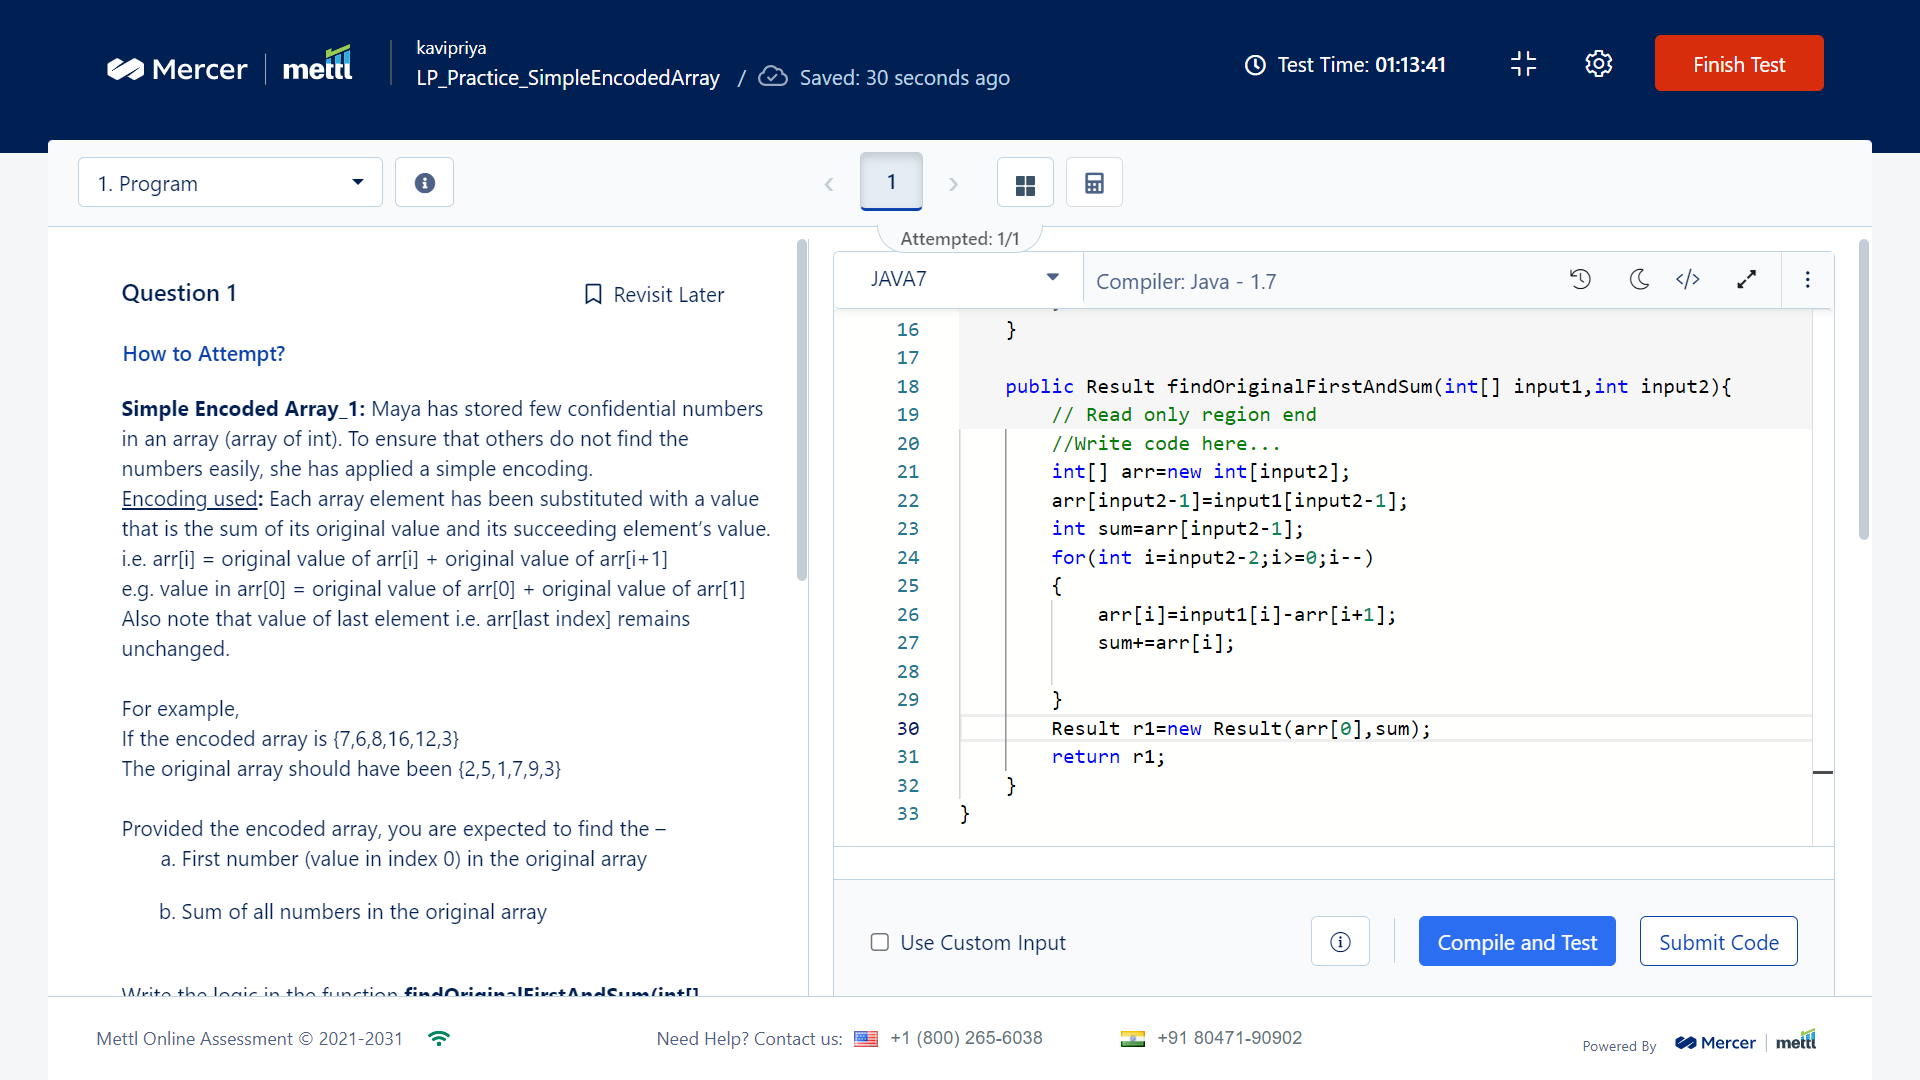 Mercer
mettl
kavipriya
LP_Practice_SimpleEncodedArray / Saved: 30 seconds ago
Test Time: 01:13:41
Finish Test
1. Program
1
Attempted: 1/1
Question 1
Revisit Later
How to Attempt?
Simple Encoded Array_1: Maya has stored few confidential numbers
in an array (array of int). To ensure that others do not find the
numbers easily, she has applied a simple encoding.
Encoding used: Each array element has been substituted with a value
that is the sum of its original value and its succeeding element’s value.
i.e. arr[i] = original value of arr[i] + original value of arr[i+1]
e.g. value in arr[0] = original value of arr[0] + original value of arr[1]
Also note that value of last element i.e. arr[last index] remains
unchanged.
For example,
If the encoded array is {7,6,8,16,12,3}
The original array should have been {2,5,1,7,9,3}
Provided the encoded array, you are expected to find the –
a. First number (value in index 0) in the original array
b. Sum of all numbers in the original array
Write the logic in the function findOriginalFirstAndSum(int[]
JAVA7
Compiler: Java - 1.7
16 }
17
18 public Result findOriginalFirstAndSum(int[] input1,int input2){
19 // Read only region end
20 //Write code here...
21 int[] arr=new int[input2];
22 arr[input2-1]=input1[input2-1];
23 int sum=arr[input2-1];
24 for(int i=input2-2;i>=0;i--)
25 {
26 arr[i]=input1[i]-arr[i+1];
27 sum+=arr[i];
28
29 }
30 Result r1=new Result(arr[0],sum);
31 return r1;
32 }
33 }
Use Custom Input
Compile and Test
Submit Code
Mettl Online Assessment © 2021-2031
Need Help? Contact us: +1 (800) 265-6038
+91 80471-90902
Powered By Mercer mettl